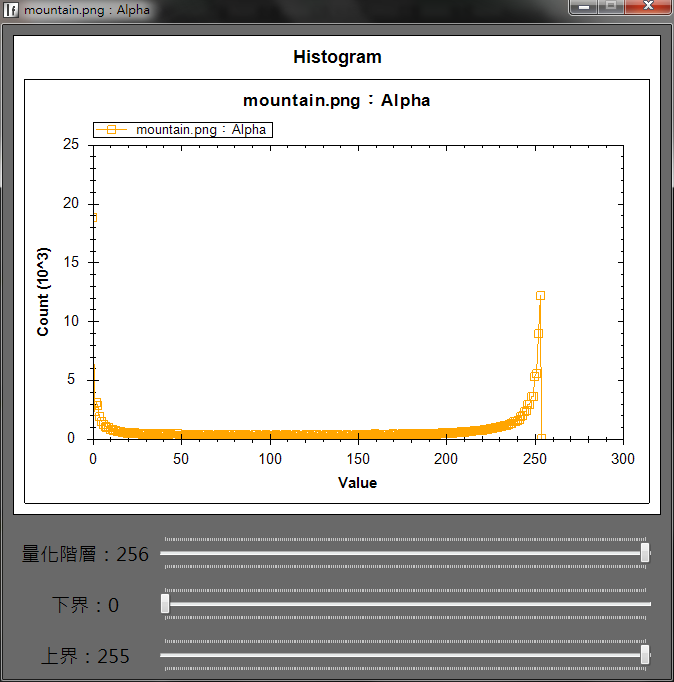 mountain.png：Alpha
Histogram
mountain.png：Alpha
mountain.png：Alpha
25
20
15
10
5
0
Count (10^3)
0 50 100 150 200 250 300
Value
量化階層：256
下界：0
上界：255